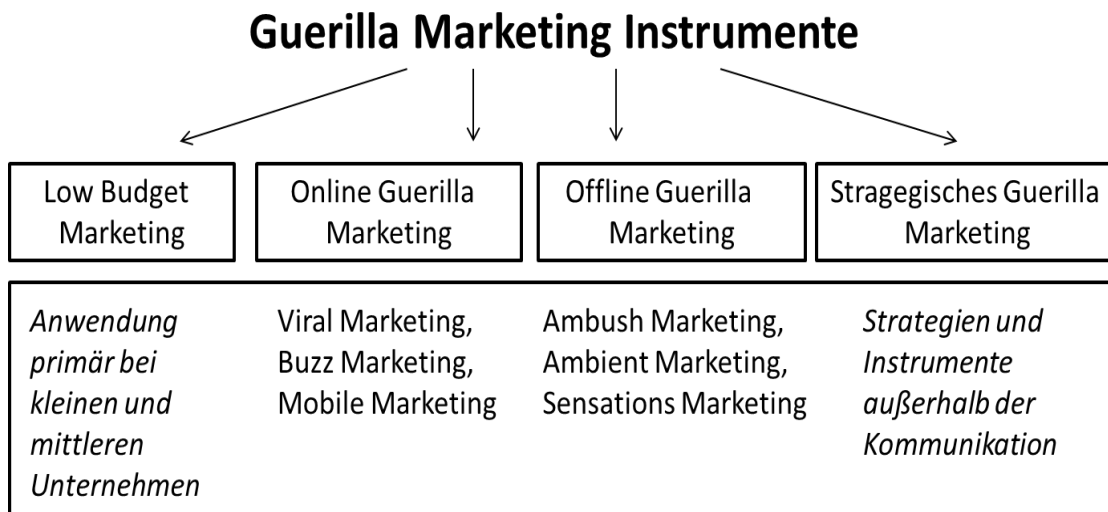 Guerilla Marketing Instrumente
Low Budget
Marketing
Online Guerilla
Marketing
Offline Guerilla
Marketing
Stragegisches Guerilla
Marketing
Anwendung
primär bei
kleinen und
mittleren
Unternehmen
Viral Marketing,
Buzz Marketing,
Mobile Marketing
Ambush Marketing,
Ambient Marketing,
Sensations Marketing
Strategien und
Instrumente
außerhalb der
Kommunikation